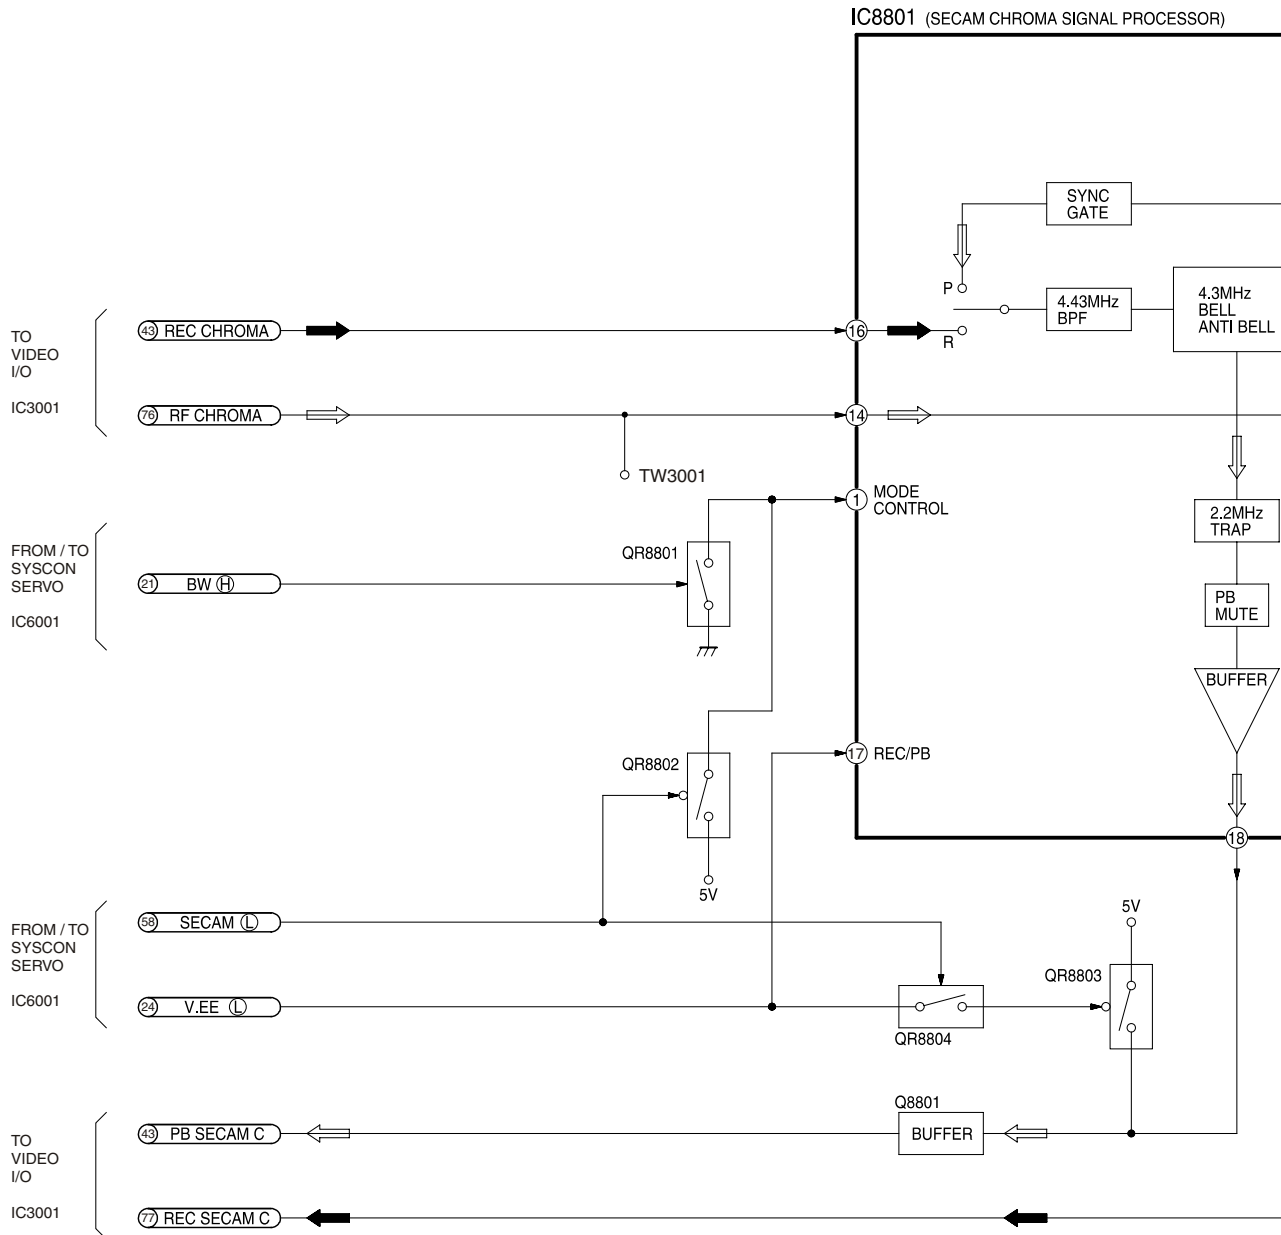 IC8801 (SECAM CHROMA SIGNAL PROCESSOR)
SYNC
GATE
P
R
4.43MHz
BPF
4.3MHz
BELL
ANTI BELL
TO
VIDEO
I/O
IC3001
43 REC CHROMA
16
76 RF CHROMA
14
TW3001
1 MODE
CONTROL
2.2MHz
TRAP
FROM / TO
SYSCON
SERVO
IC6001
21 BW H
QR8801
PB
MUTE
BUFFER
QR8802
17 REC/PB
5V
18
FROM / TO
SYSCON
SERVO
IC6001
58 SECAM L
24 V.EE L
5V
QR8803
QR8804
TO
VIDEO
I/O
IC3001
43 PB SECAM C
Q8801
BUFFER
77 REC SECAM C